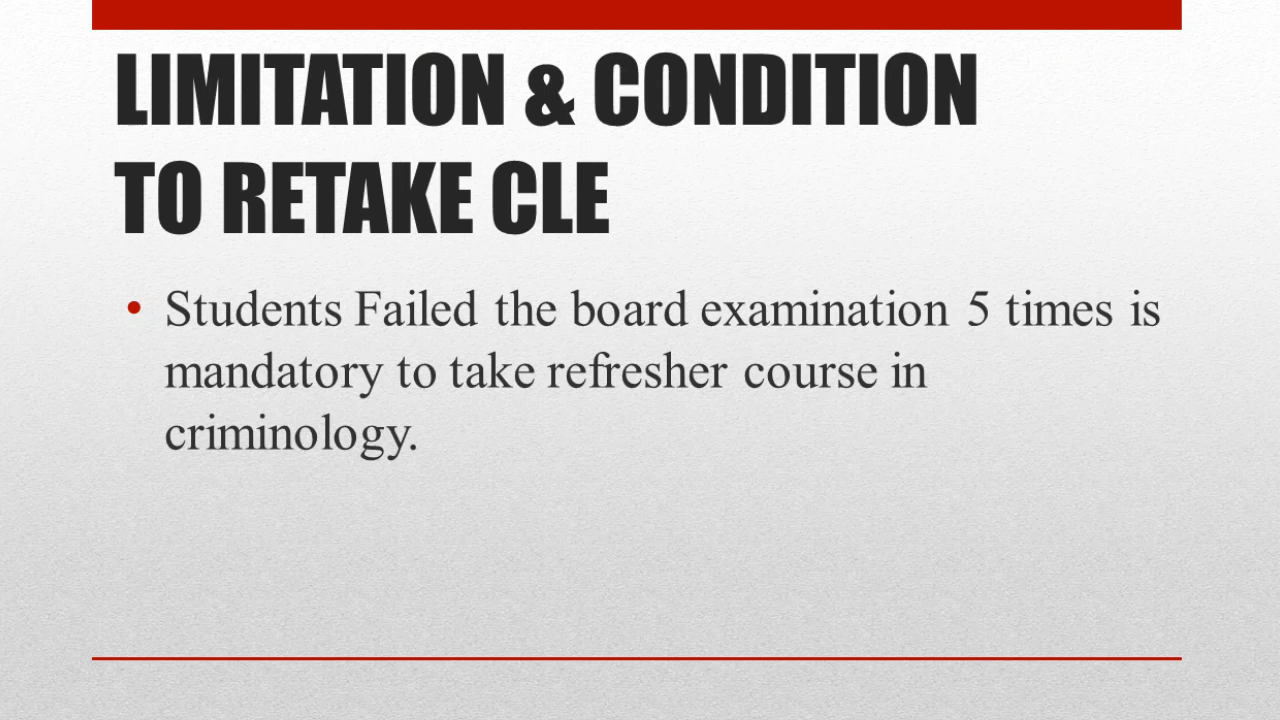 LIMITATION & CONDITION
TO RETAKE CLE
• Students Failed the board examination 5 times is
mandatory to take refresher course in
criminology.